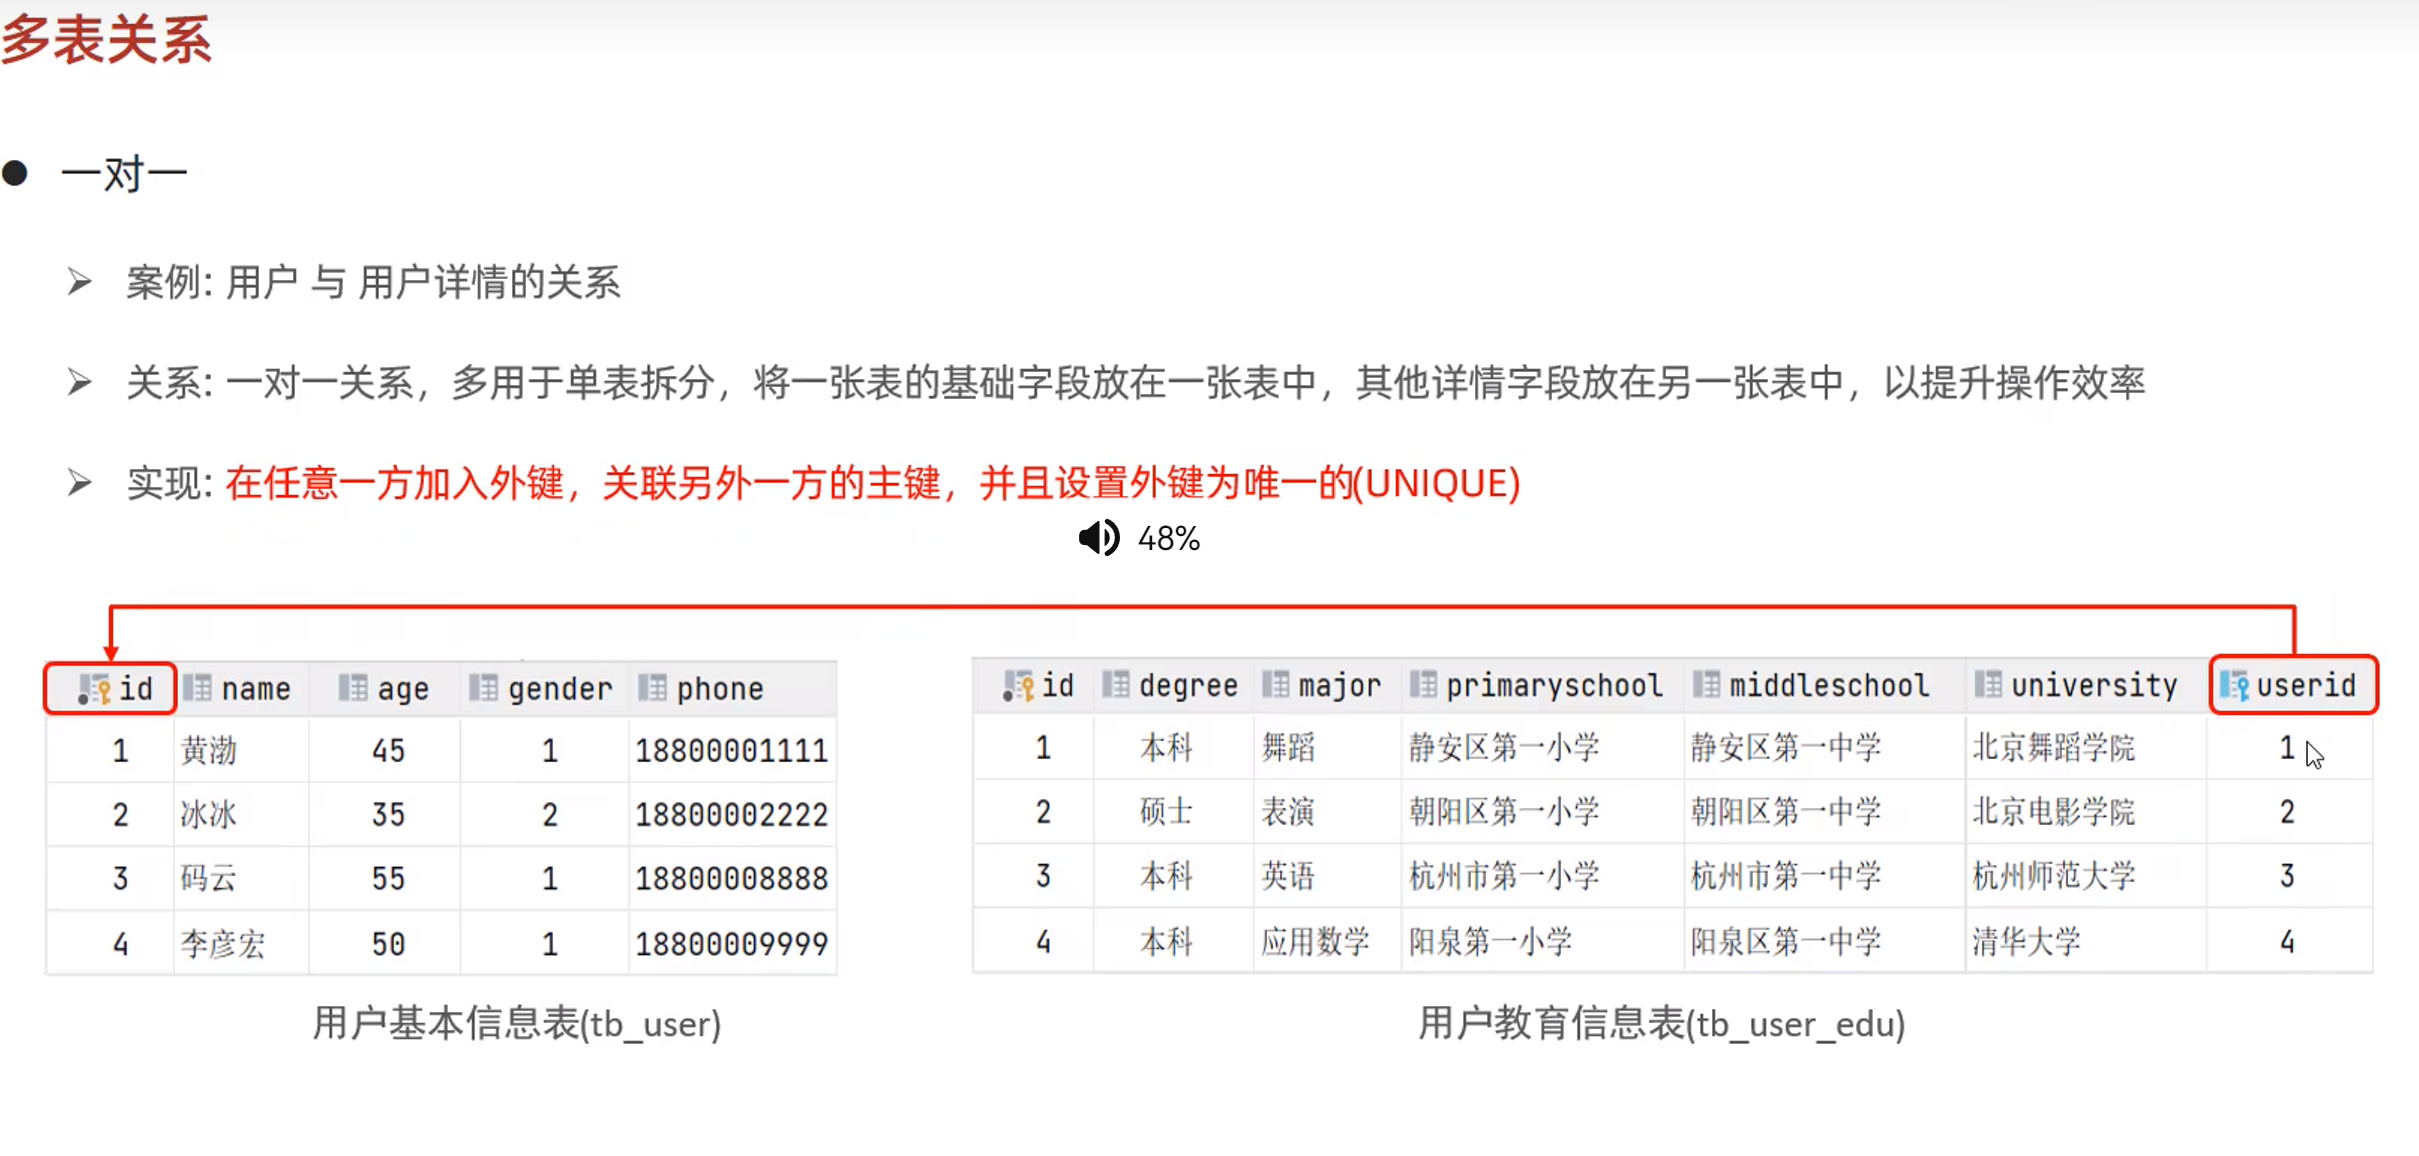 多表关系
一对一
案例: 用户 与 用户详情的关系
关系: 一对一关系，多用于单表拆分，将一张表的基础字段放在一张表中，其他详情字段放在另一张表中，以提升操作效率
实现: 在任意一方加入外键，关联另外一方的主键，并且设置外键为唯一的(UNIQUE)
48%
id name age gender phone
1 黄渤 45 1 18800001111
2 冰冰 35 2 18800002222
3 码云 55 1 18800008888
4 李彦宏 50 1 18800009999
用户基本信息表(tb_user)
id degree major primaryschool middleschool university userid
1 本科 舞蹈 静安区第一小学 静安区第一中学 北京舞蹈学院 1
2 硕士 表演 朝阳区第一小学 朝阳区第一中学 北京电影学院 2
3 本科 英语 杭州市第一小学 杭州市第一中学 杭州师范大学 3
4 本科 应用数学 阳泉第一小学 阳泉区第一中学 清华大学 4
用户教育信息表(tb_user_edu)